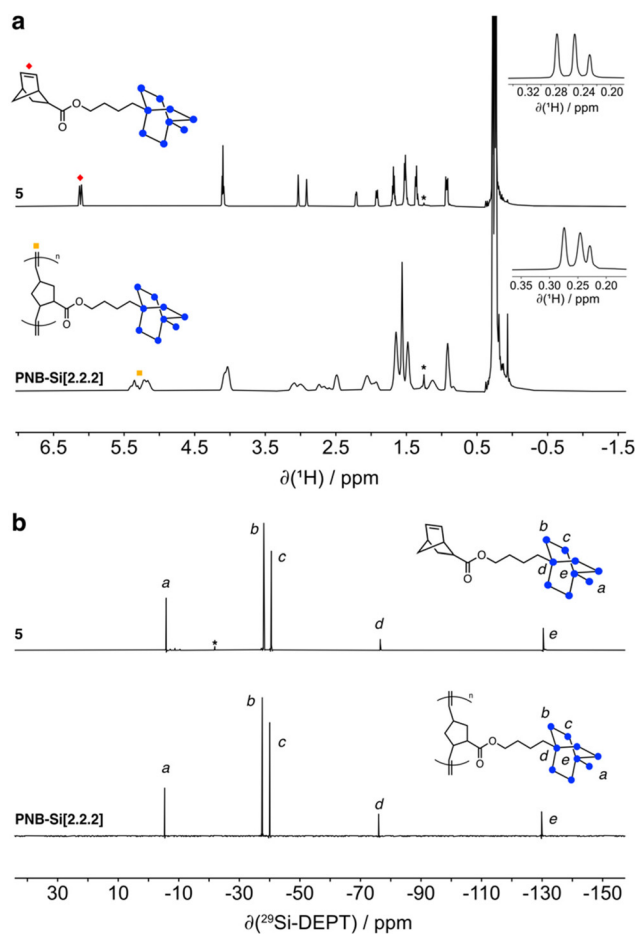 a
O
O
5
0.32 0.28 0.24 0.20
∂(¹H) / ppm
*
n
O
O
PNB-Si[2.2.2]
0.35 0.30 0.25 0.20
∂(¹H) / ppm
*
6.5 5.5 4.5 3.5 2.5 1.5 0.5 -0.5 -1.5
∂(¹H) / ppm
b
b
c
O
O
d
e
a
5
a
*
b
c
d
e
n
b
c
O
O
d
e
a
PNB-Si[2.2.2]
a
b
c
d
e
30 10 -10 -30 -50 -70 -90 -110 -130 -150
∂(²⁹Si-DEPT) / ppm